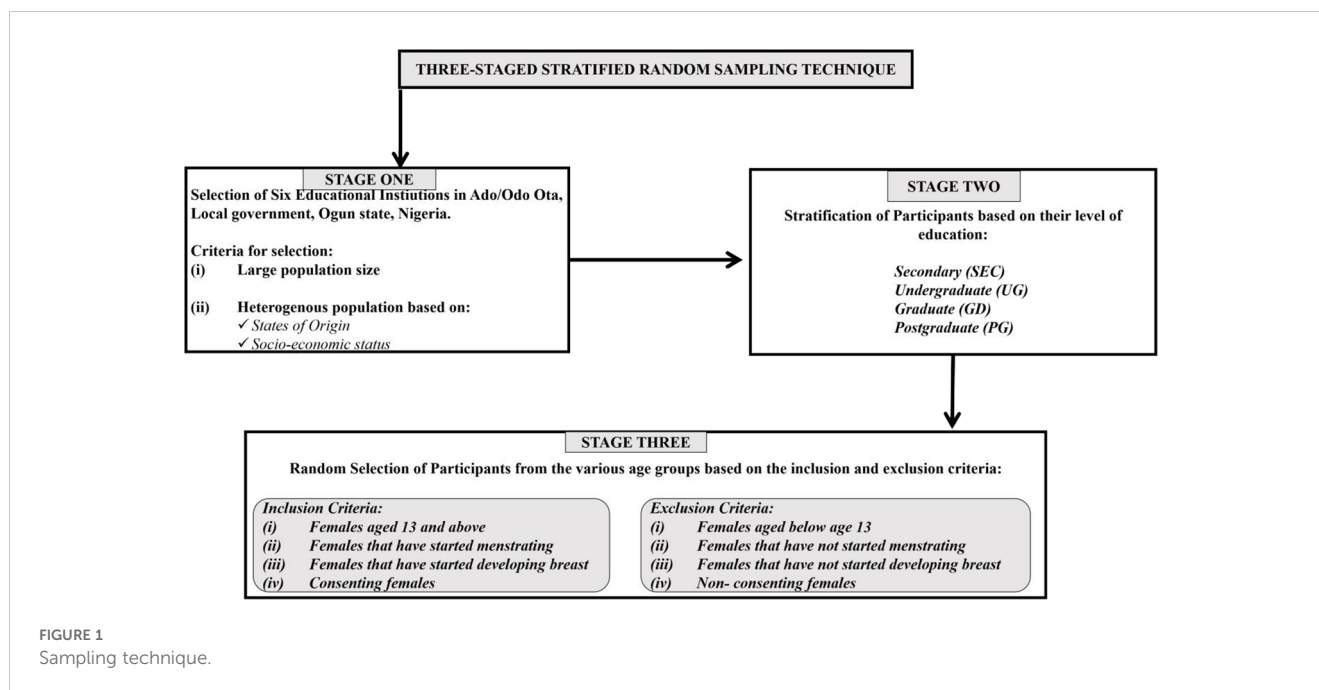 THREE-STAGED STRATIFIED RANDOM SAMPLING TECHNIQUE
STAGE ONE
Selection of Six Educational Instiutions in Ado/Odo Ota,
Local government, Ogun state, Nigeria.
Criteria for selection:
(i) Large population size
(ii) Heterogenous population based on:
✓ States of Origin
✓ Socio-economic status
STAGE TWO
Stratification of Participants based on their level of
education:
Secondary (SEC)
Undergraduate (UG)
Graduate (GD)
Postgraduate (PG)
STAGE THREE
Random Selection of Participants from the various age groups based on the inclusion and exclusion criteria:
Inclusion Criteria:
(i) Females aged 13 and above
(ii) Females that have started menstrating
(iii) Females that have started developing breast
(iv) Consenting females
Exclusion Criteria:
(i) Females aged below age 13
(ii) Females that have not started menstrating
(iii) Females that have not started developing breast
(iv) Non- consenting females
FIGURE 1
Sampling technique.